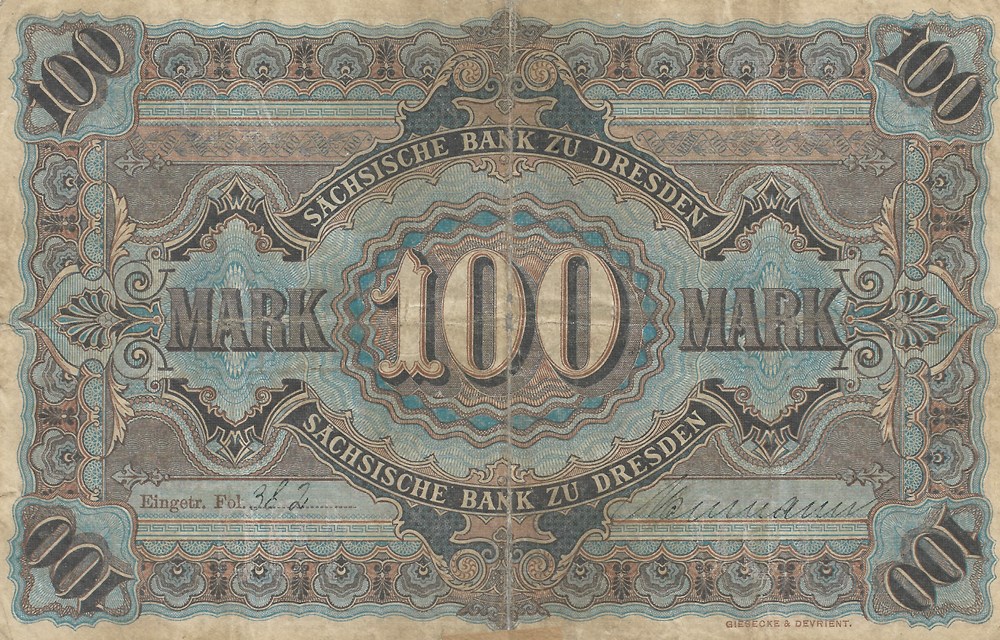 100 100
SÄCHSISCHE BANK ZU DRESDEN
MARK 100 MARK
SÄCHSISCHE BANK ZU DRESDEN
Eingetr. Fol.
100 100
GIESECKE & DEVRIENT.